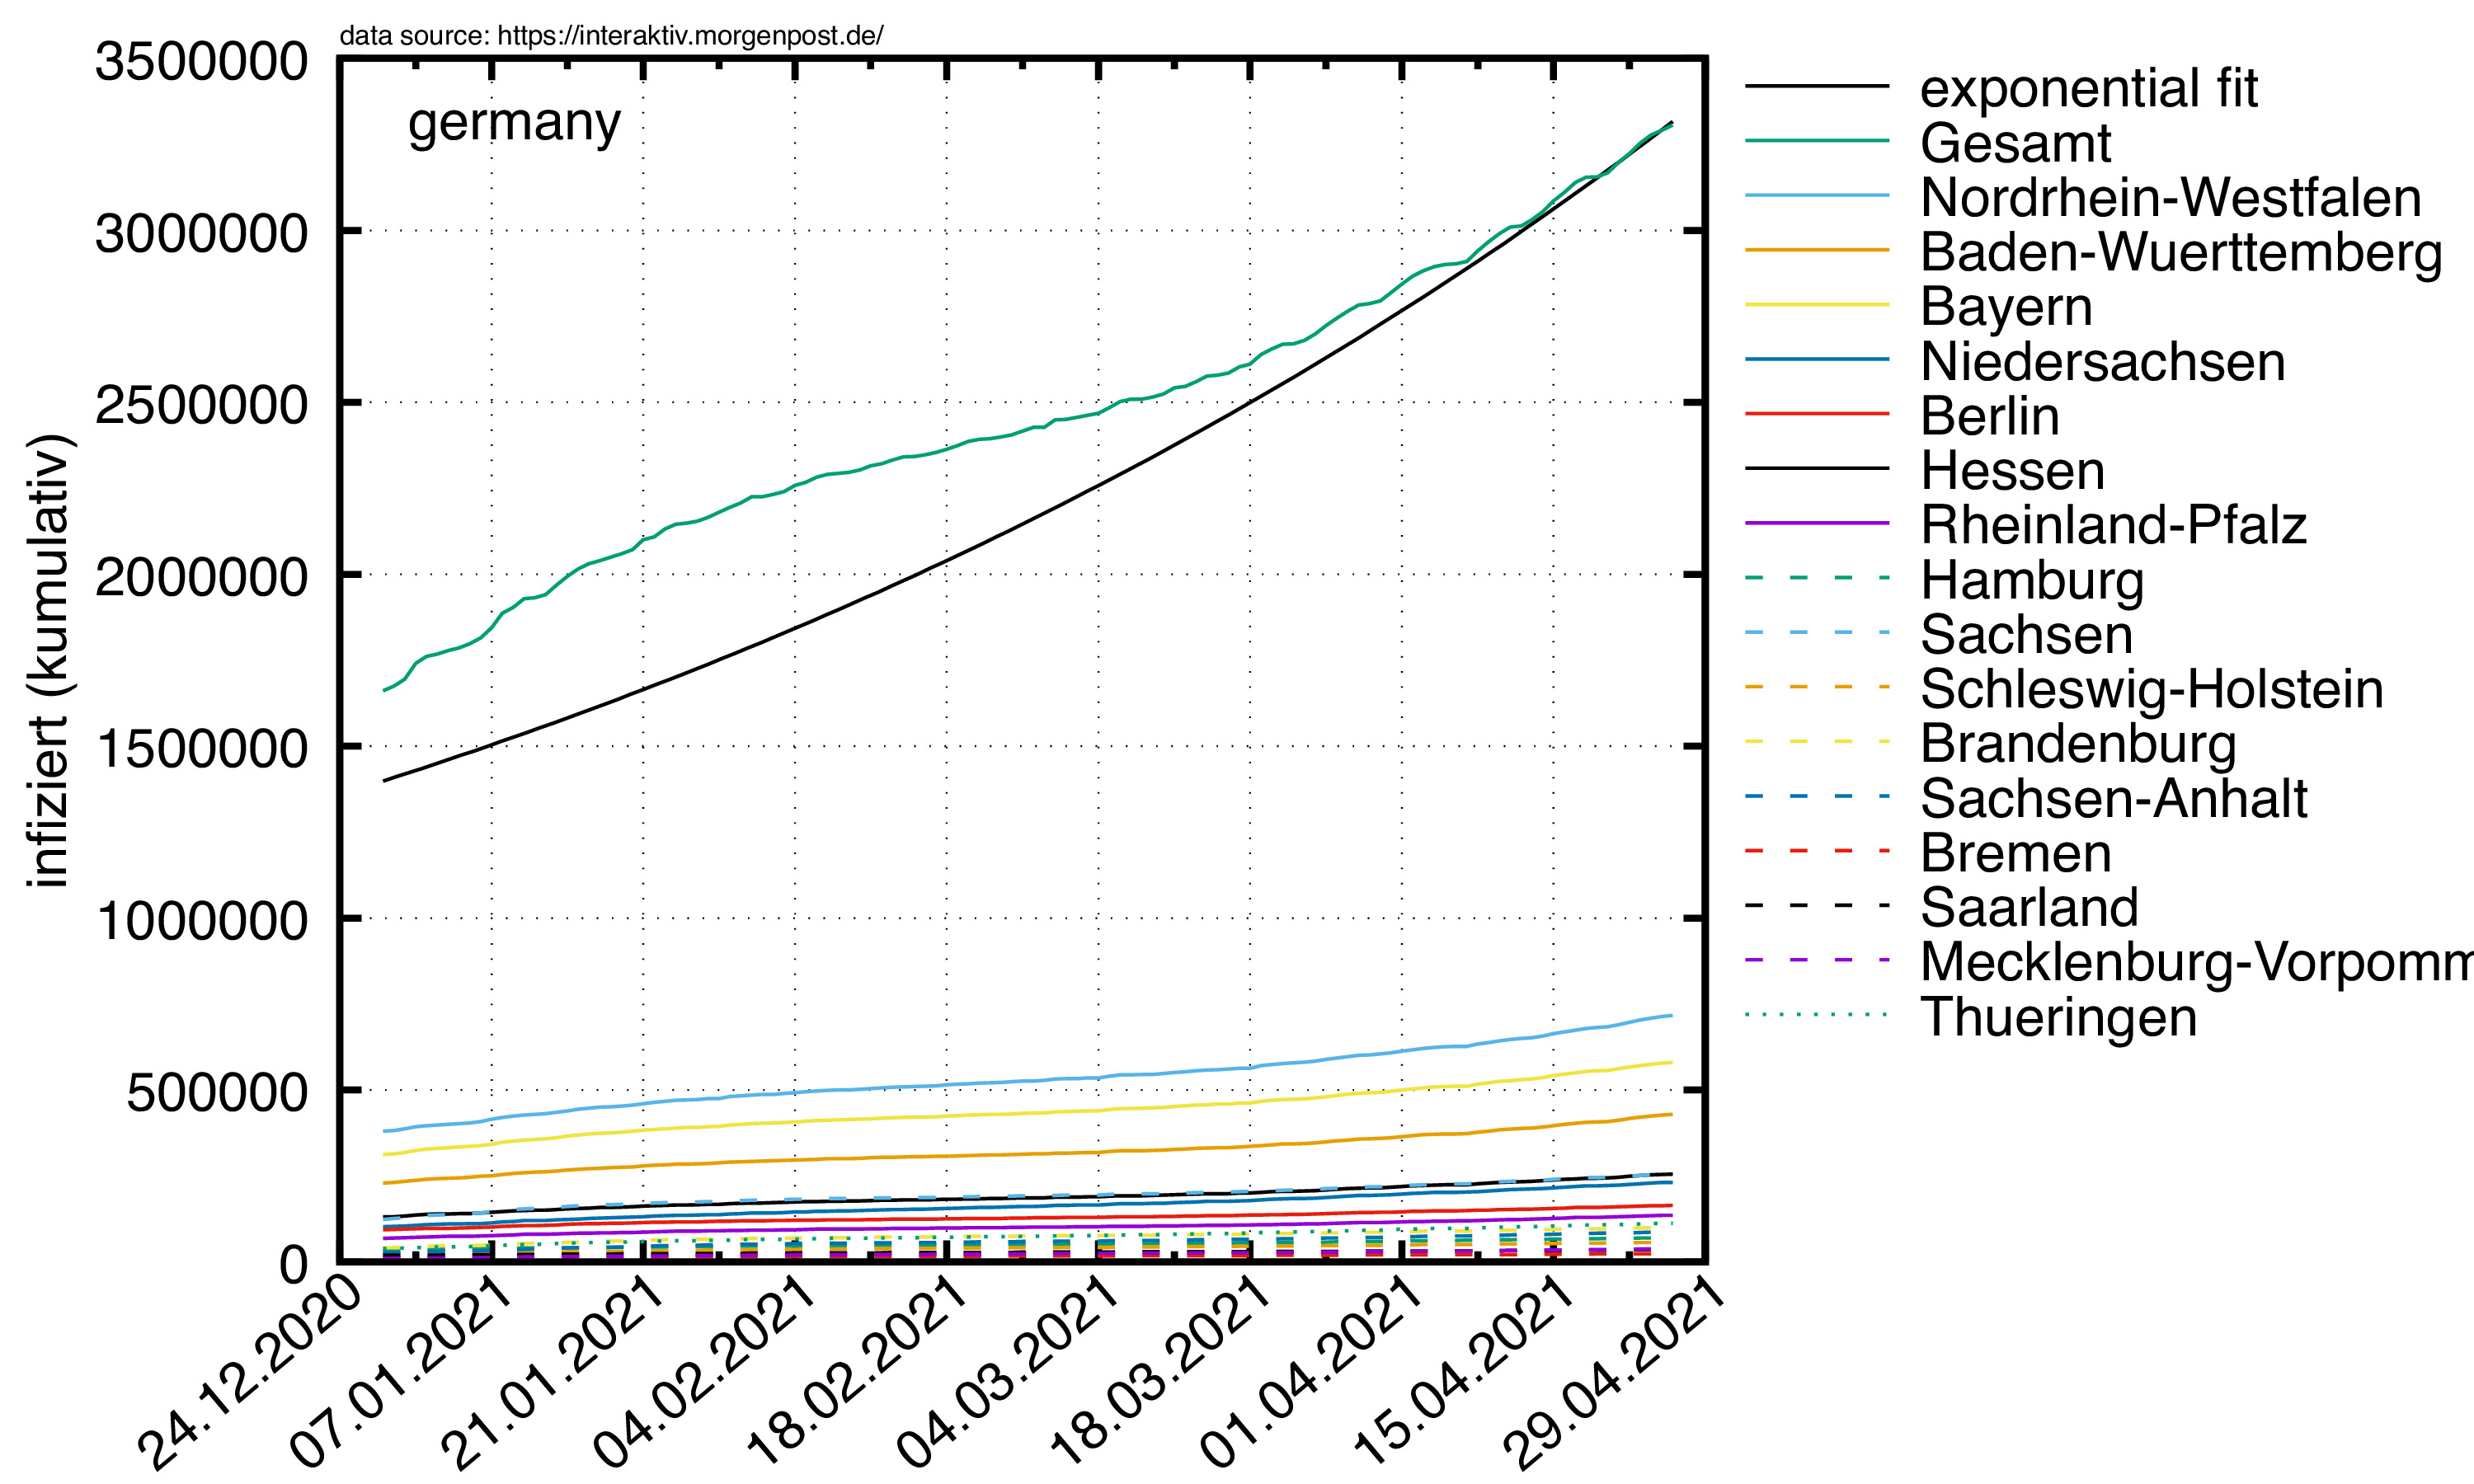 data source: https://interaktiv.morgenpost.de/
3500000
3000000
2500000
2000000
1500000
1000000
500000
0
infiziert (kumulativ)
germany
24.12.2020
07.01.2021
21.01.2021
04.02.2021
18.02.2021
04.03.2021
18.03.2021
01.04.2021
15.04.2021
29.04.2021
exponential fit
Gesamt
Nordrhein-Westfalen
Baden-Wuerttemberg
Bayern
Niedersachsen
Berlin
Hessen
Rheinland-Pfalz
Hamburg
Sachsen
Schleswig-Holstein
Brandenburg
Sachsen-Anhalt
Bremen
Saarland
Mecklenburg-Vorpomm
Thueringen